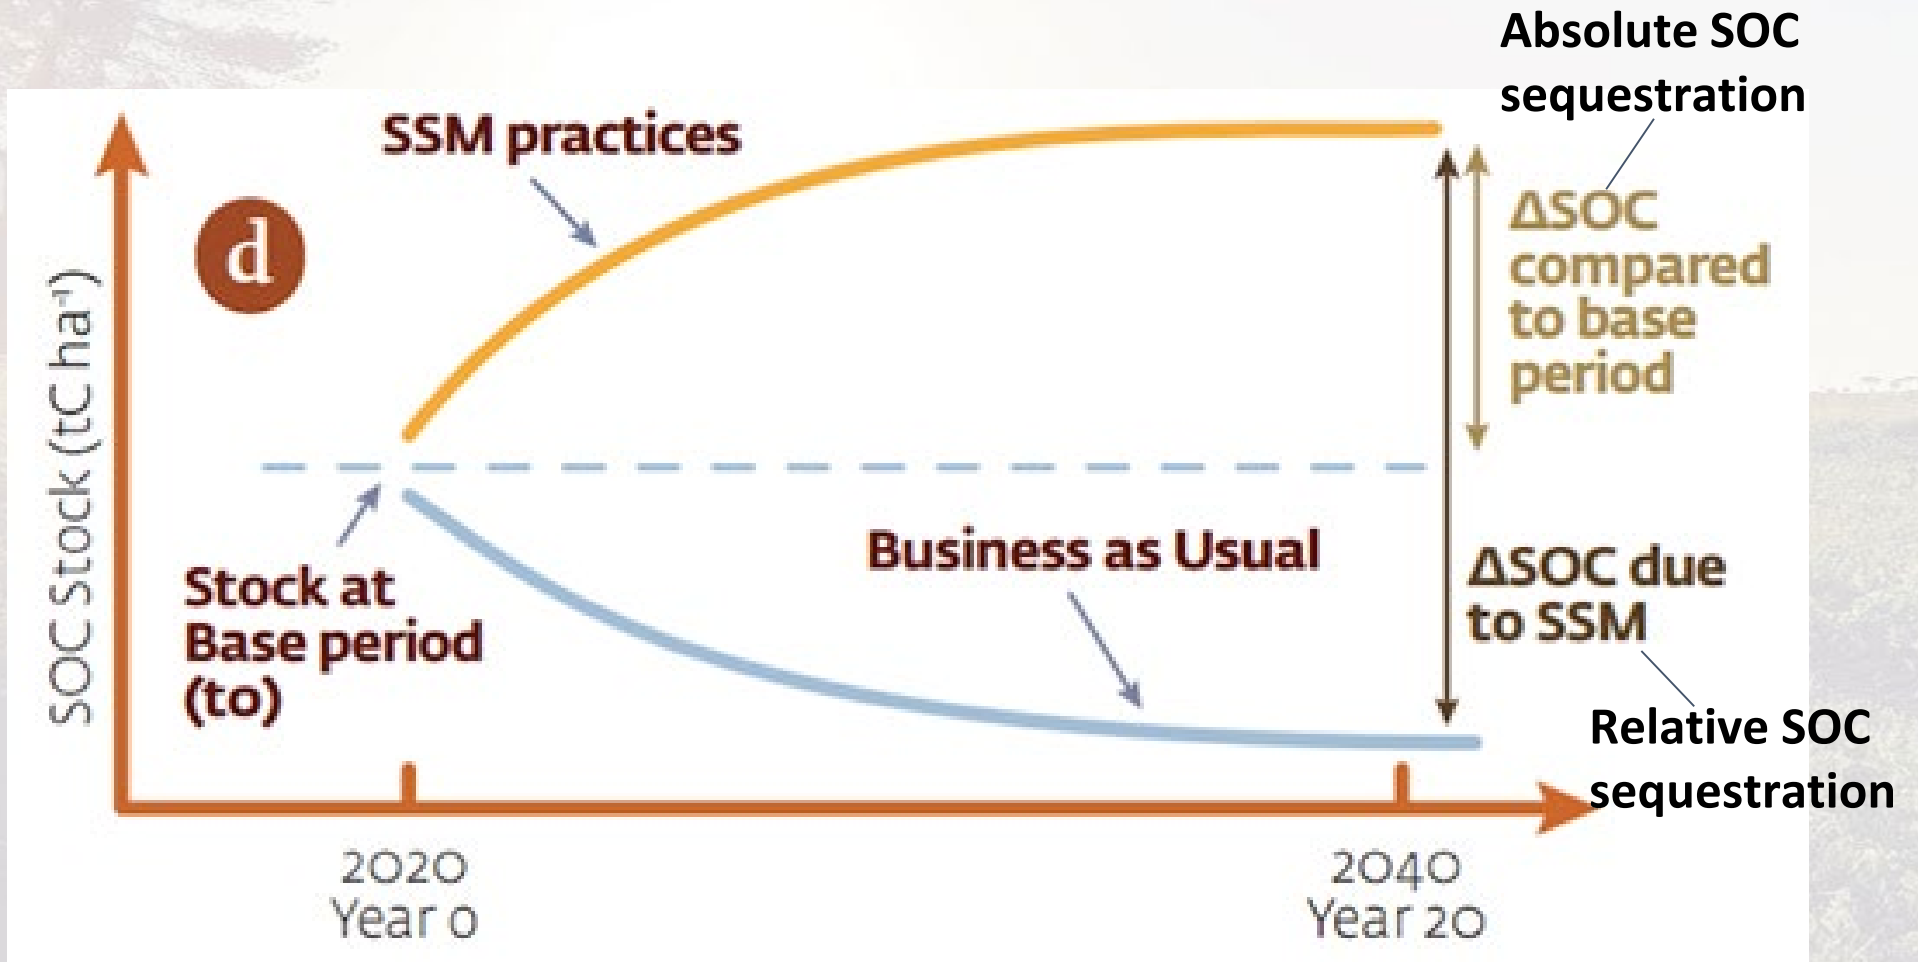 Absolute SOC
sequestration
SSM practices
d
ΔSOC
compared
to base
period
SOC Stock (tC ha⁻¹)
Business as Usual
Stock at
Base period
(to)
ΔSOC due
to SSM
Relative SOC
sequestration
2020
Year 0
2040
Year 20